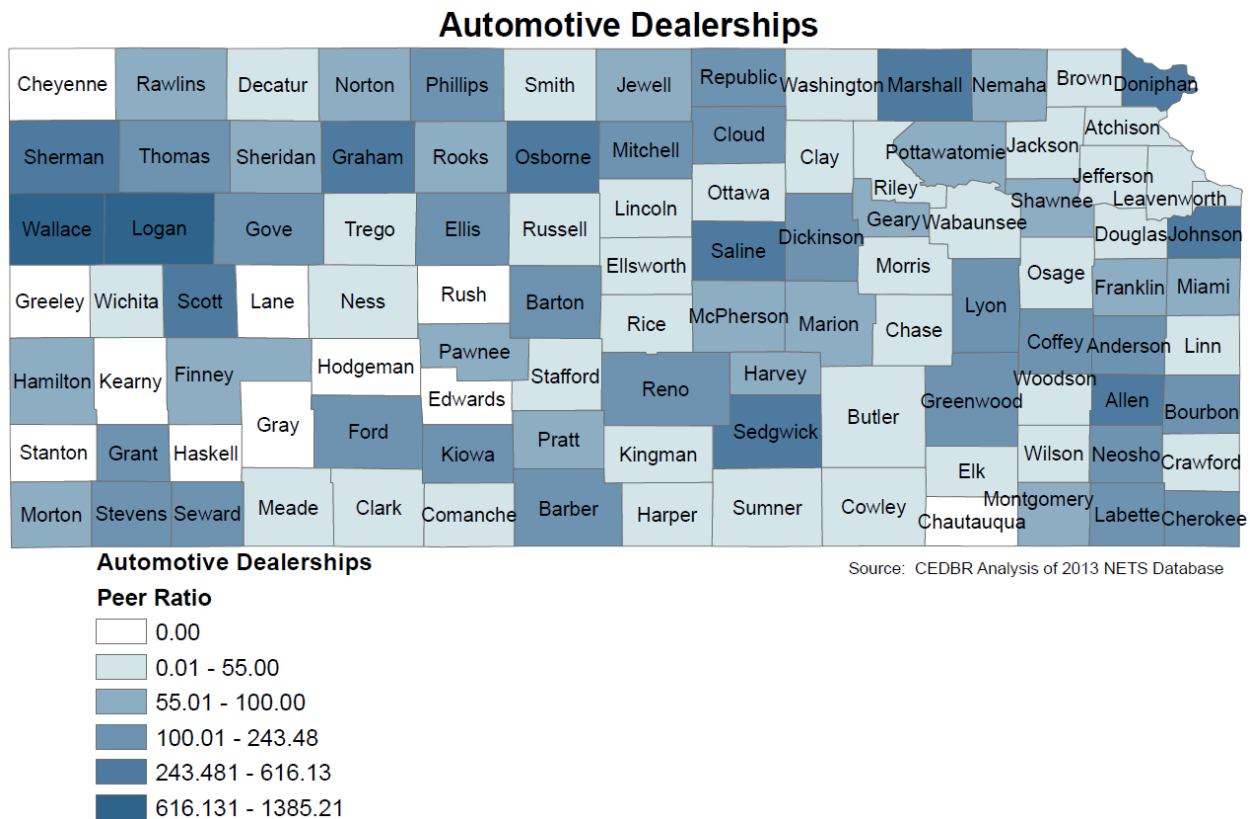 Automotive Dealerships
Cheyenne Rawlins Decatur Norton Phillips Smith Jewell Republic Washington Marshall Nemaha Brown Doniphan
Sherman Thomas Sheridan Graham Rooks Osborne Mitchell Cloud Clay Riley Pottawatomie Jackson Atchison
Jefferson Leavenworth
Wallace Logan Gove Trego Ellis Russell Lincoln Ottawa Saline Dickinson Geary Wabaunsee Shawnee Douglas Johnson
Greeley Wichita Scott Lane Ness Rush Barton Ellsworth Rice McPherson Marion Morris Chase Lyon Osage Franklin Miami
Hamilton Kearny Finney Hodgeman Pawnee Edwards Stafford Reno Harvey Sedgwick Butler Greenwood Coffey Anderson Linn
Woodson Allen Bourbon
Stanton Grant Haskell Gray Ford Kiowa Pratt Kingman Elk Wilson Neosho Crawford
Morton Stevens Seward Meade Clark Comanche Barber Harper Sumner Cowley Chautauqua Montgomery Labette Cherokee
Automotive Dealerships
Source: CEDBR Analysis of 2013 NETS Database
Peer Ratio
0.00
0.01 - 55.00
55.01 - 100.00
100.01 - 243.48
243.481 - 616.13
616.131 - 1385.21